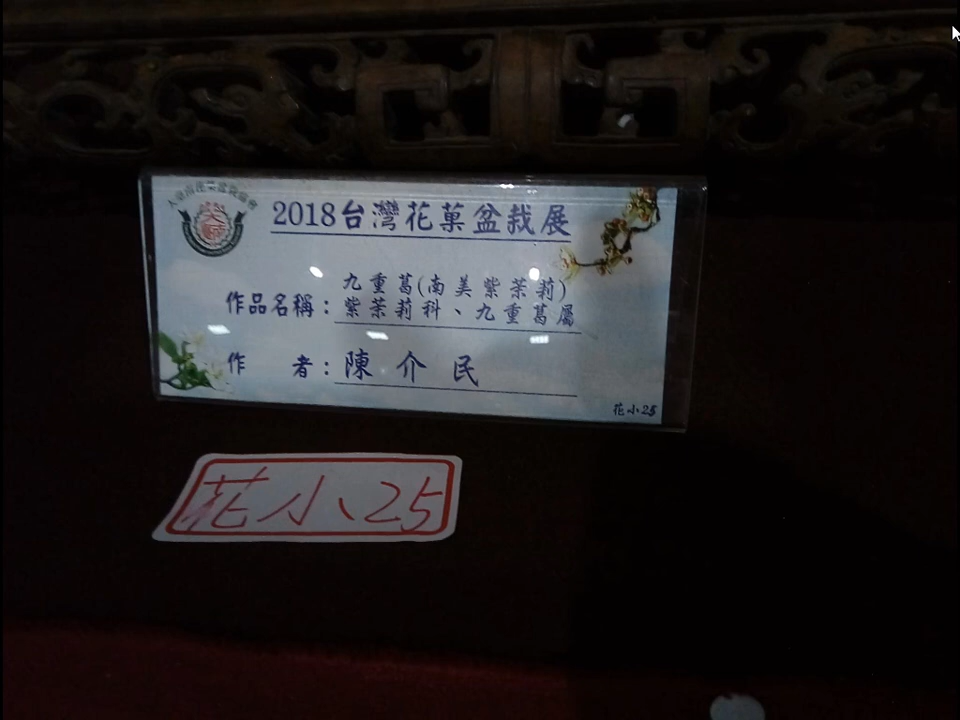 2018台灣花菓盆栽展
作品名稱：九重葛(南美紫茉莉)
紫茉莉科、九重葛屬
作　　者：陳 介 民
花小25
花小25